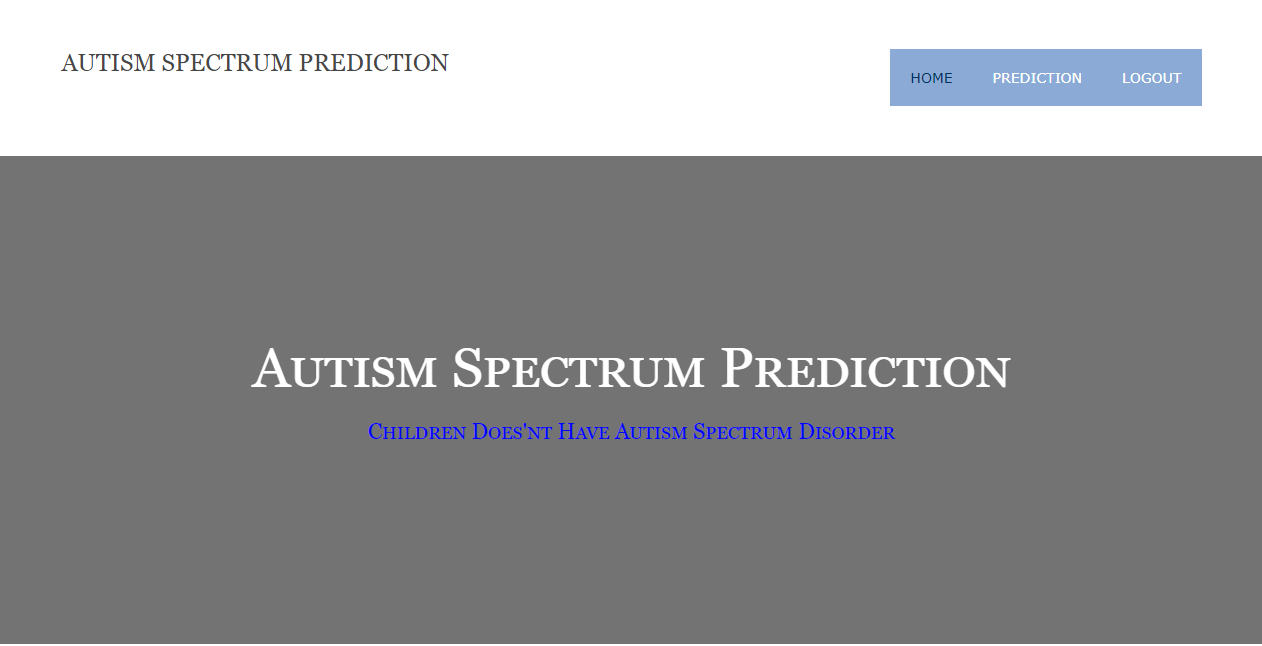 AUTISM SPECTRUM PREDICTION
HOME PREDICTION LOGOUT
Autism Spectrum Prediction
Children Does'nt Have Autism Spectrum Disorder